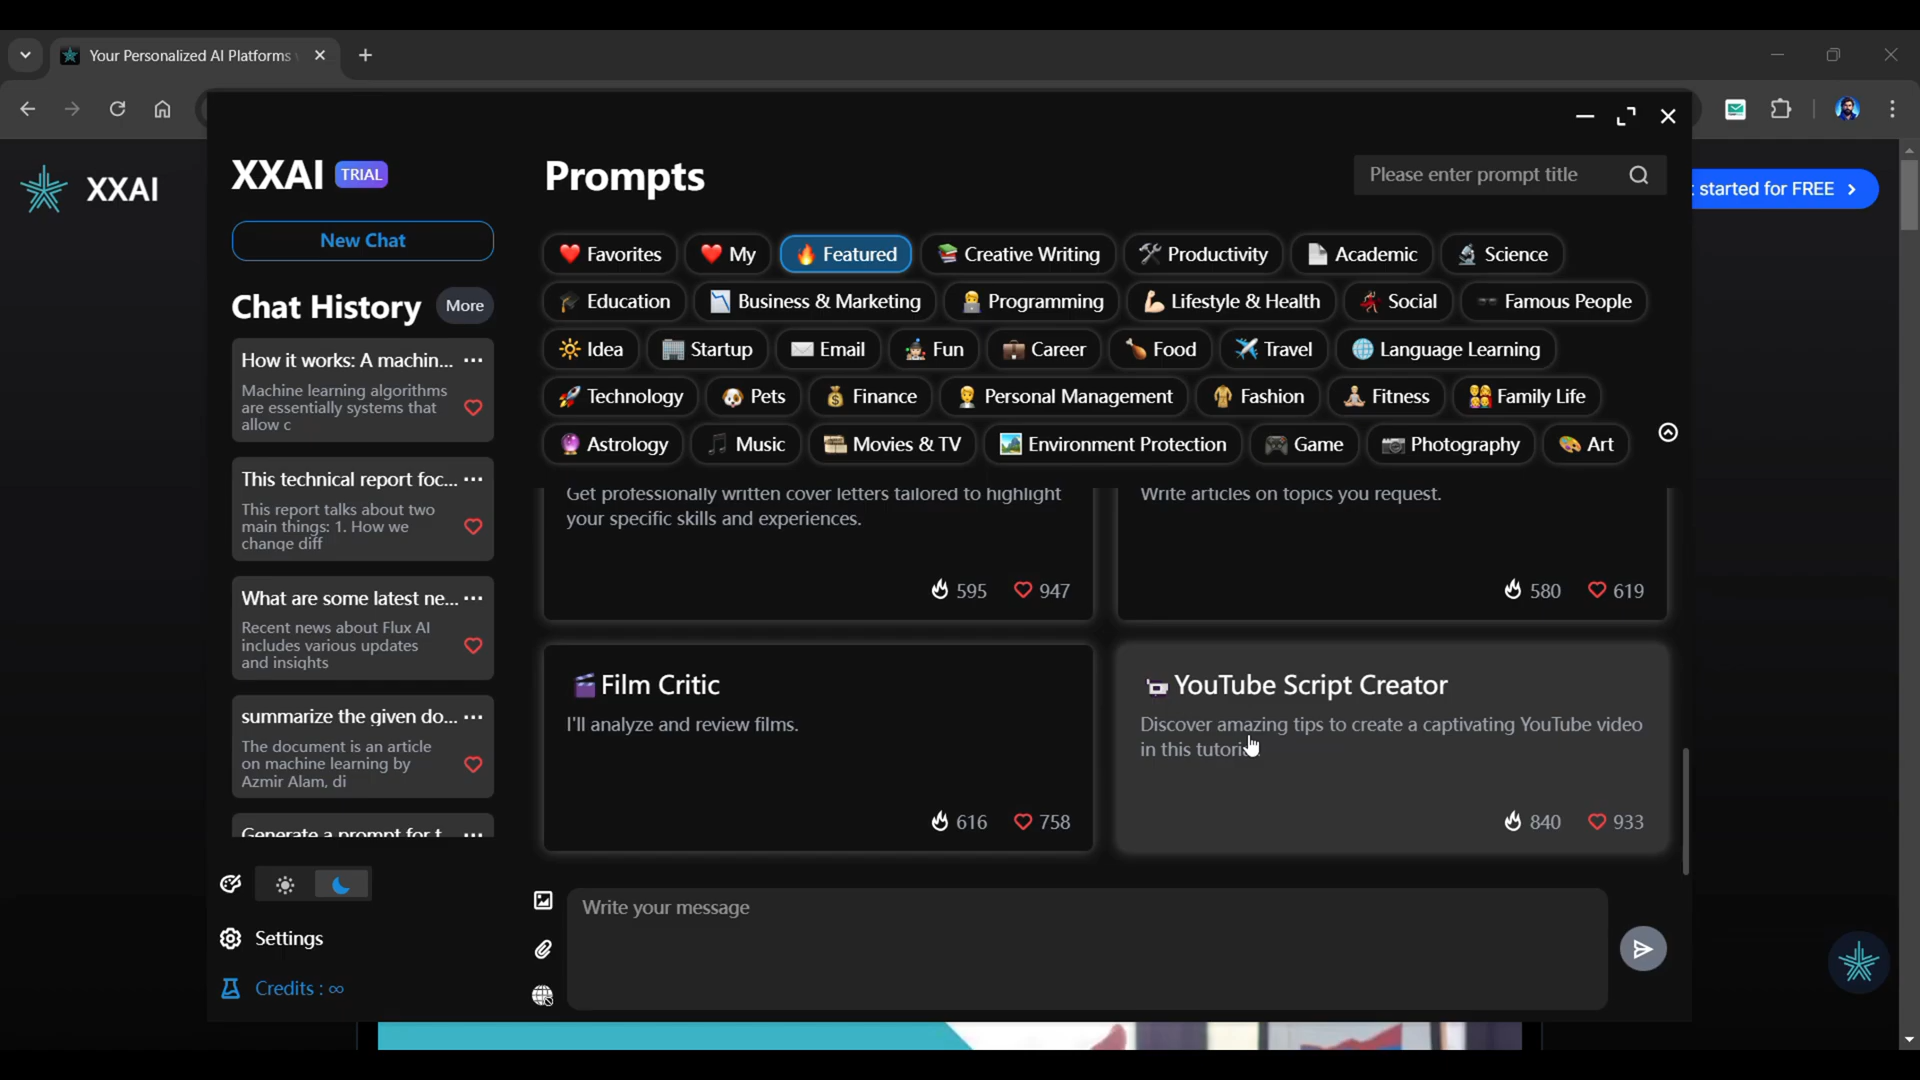 Your Personalized AI Platforms
XXAI
started for FREE
XXAI TRIAL
New Chat
Chat History More
How it works: A machin... ...
Machine learning algorithms
are essentially systems that
allow c
This technical report foc... ...
This report talks about two
main things: 1. How we
change diff
What are some latest ne... ...
Recent news about Flux AI
includes various updates
and insights
summarize the given do... ...
The document is an article
on machine learning by
Azmir Alam, di
Generate a prompt for t ...
Settings
Credits : ∞
Prompts
Please enter prompt title
Favorites My Featured Creative Writing Productivity Academic Science
Education Business & Marketing Programming Lifestyle & Health Social Famous People
Idea Startup Email Fun Career Food Travel Language Learning
Technology Pets Finance Personal Management Fashion Fitness Family Life
Astrology Music Movies & TV Environment Protection Game Photography Art
Get professionally written cover letters tailored to highlight
your specific skills and experiences.
595 947
Write articles on topics you request.
580 619
Film Critic
I'll analyze and review films.
616 758
YouTube Script Creator
Discover amazing tips to create a captivating YouTube video
in this
840 933
Write your message